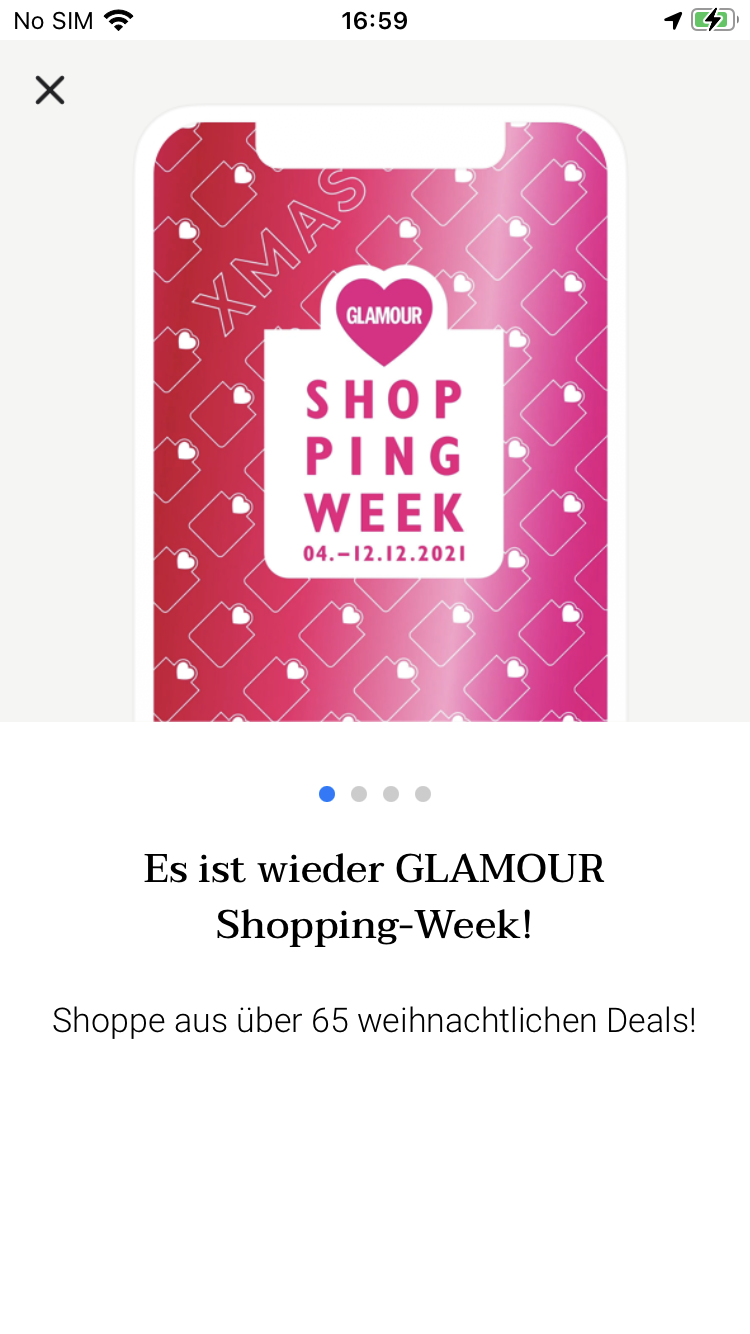 No SIM 16:59
XMAS
GLAMOUR
SHOP
PING
WEEK
04.–12.12.2021
Es ist wieder GLAMOUR
Shopping-Week!
Shoppe aus über 65 weihnachtlichen Deals!